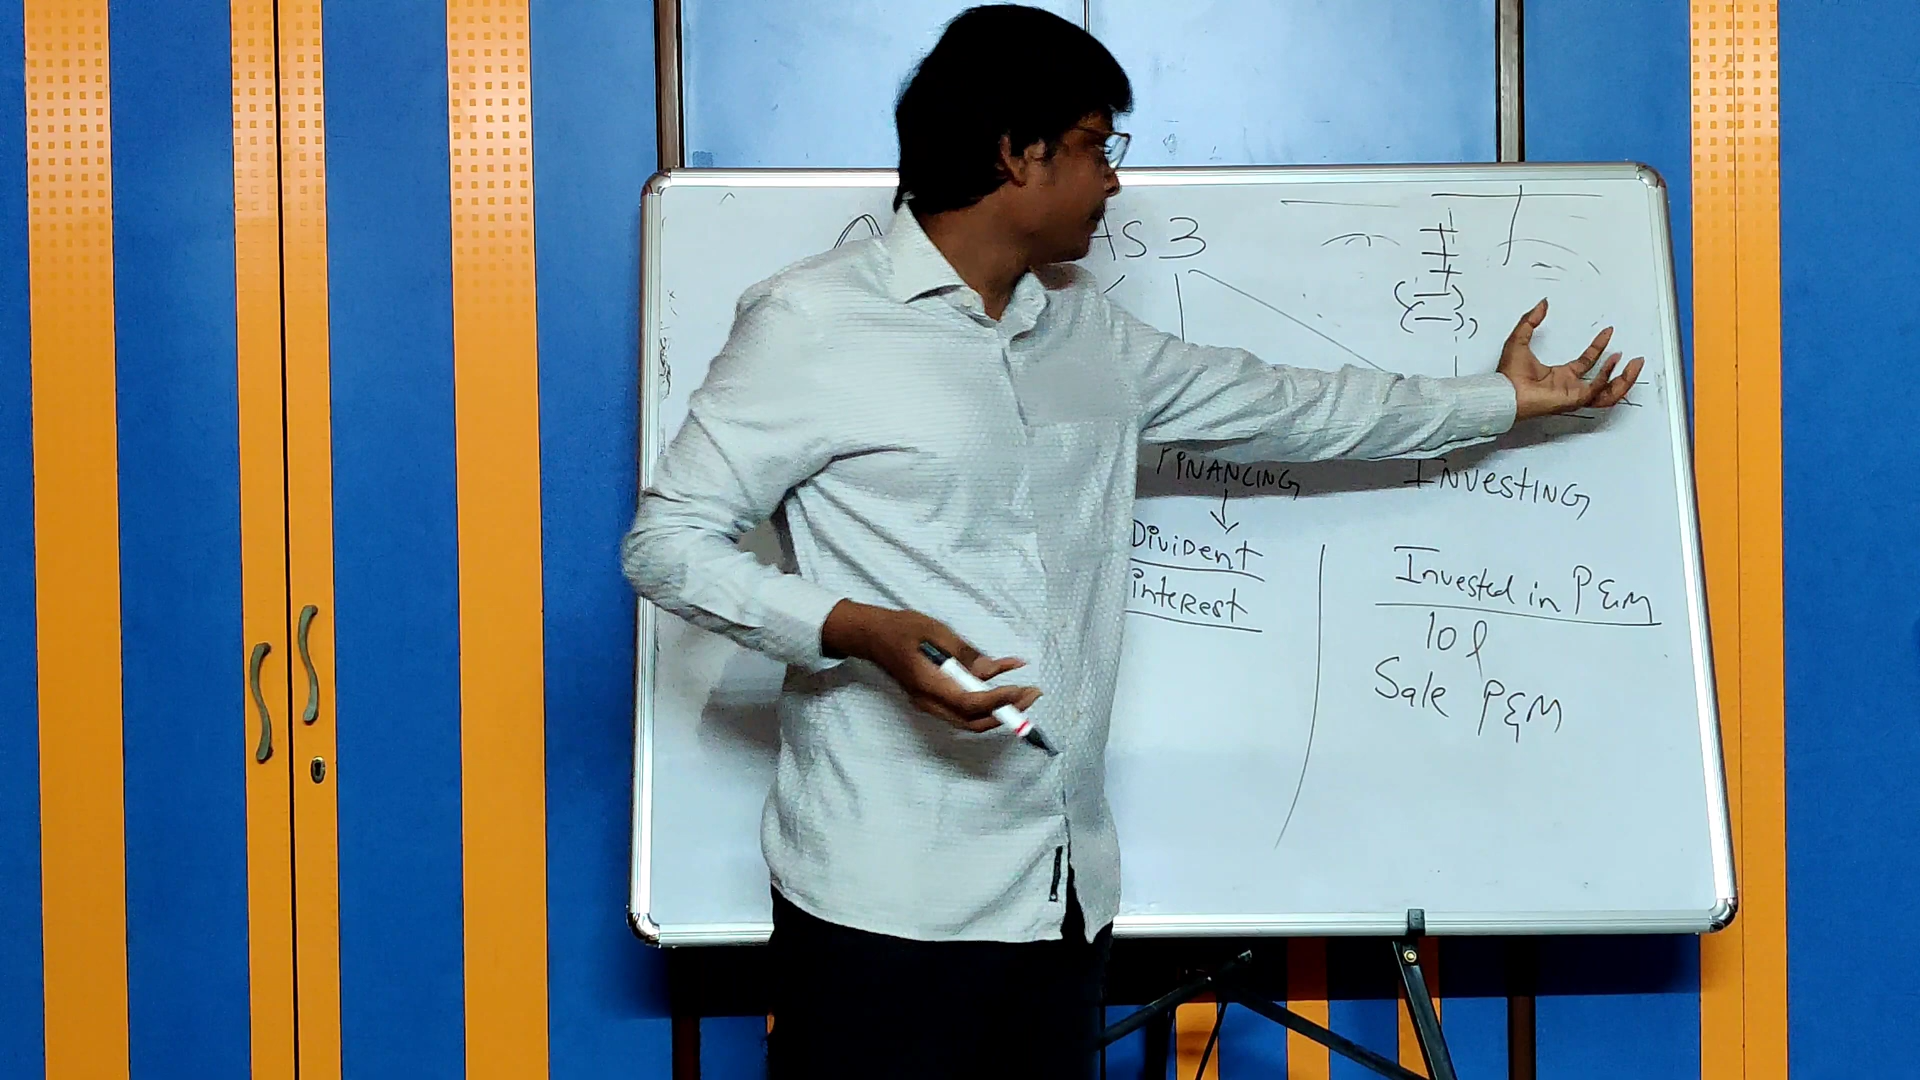 AS 3
FINANCING
INVestING
DiviDent
inteRest
Invested in P&M
10 l
Sale P&M